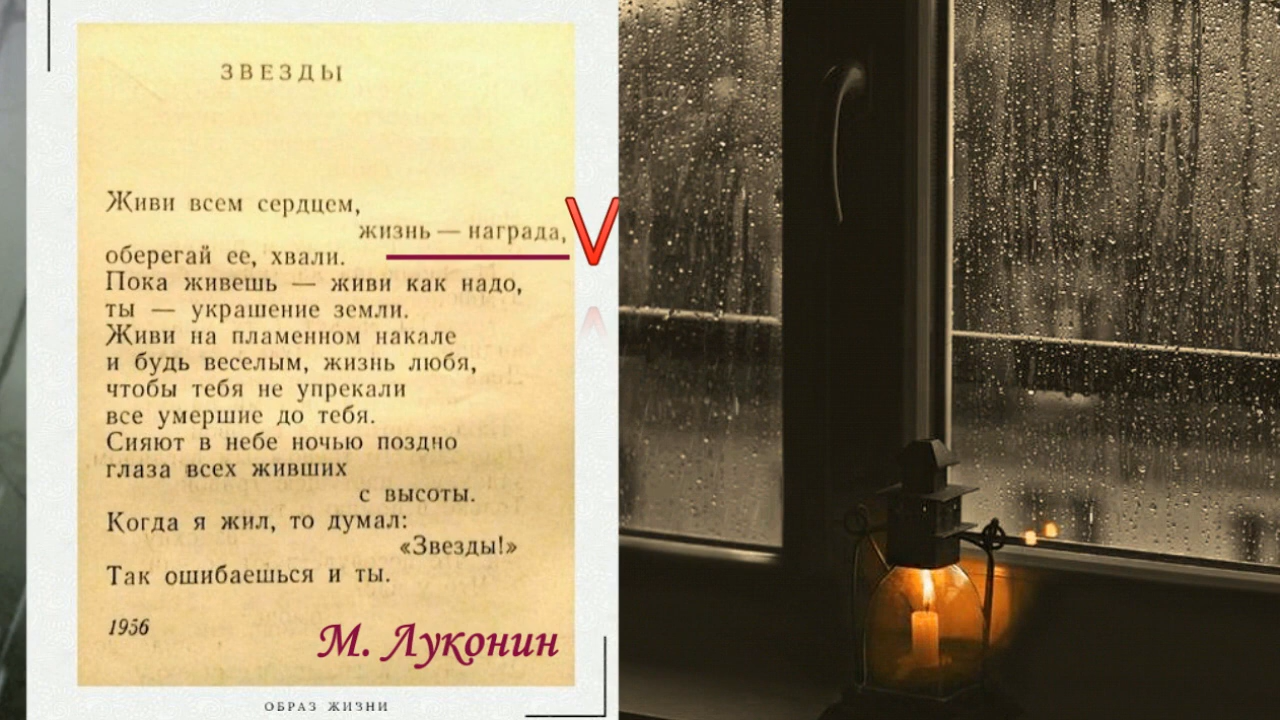 ЗВЕЗДЫ
Живи всем сердцем,
жизнь — награда,
оберегай ее, хвали.
Пока живешь — живи как надо,
ты — украшение земли.
Живи на пламенном накале
и будь веселым, жизнь любя,
чтобы тебя не упрекали
все умершие до тебя.
Сияют в небе ночью поздно
глаза всех живших
с высоты.
Когда я жил, то думал:
«Звезды!»
Так ошибаешься и ты.
1956
М. Луконин
ОБРАЗ ЖИЗНИ